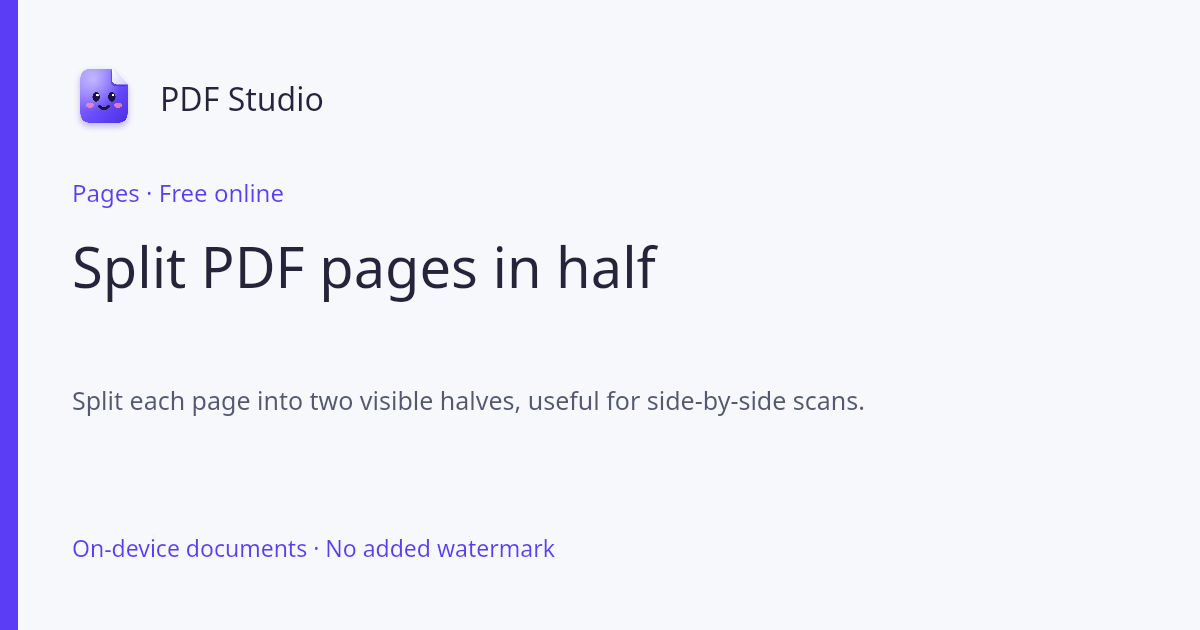 PDF Studio
Pages · Free online
Split PDF pages in half
Split each page into two visible halves, useful for side-by-side scans.
On-device documents · No added watermark